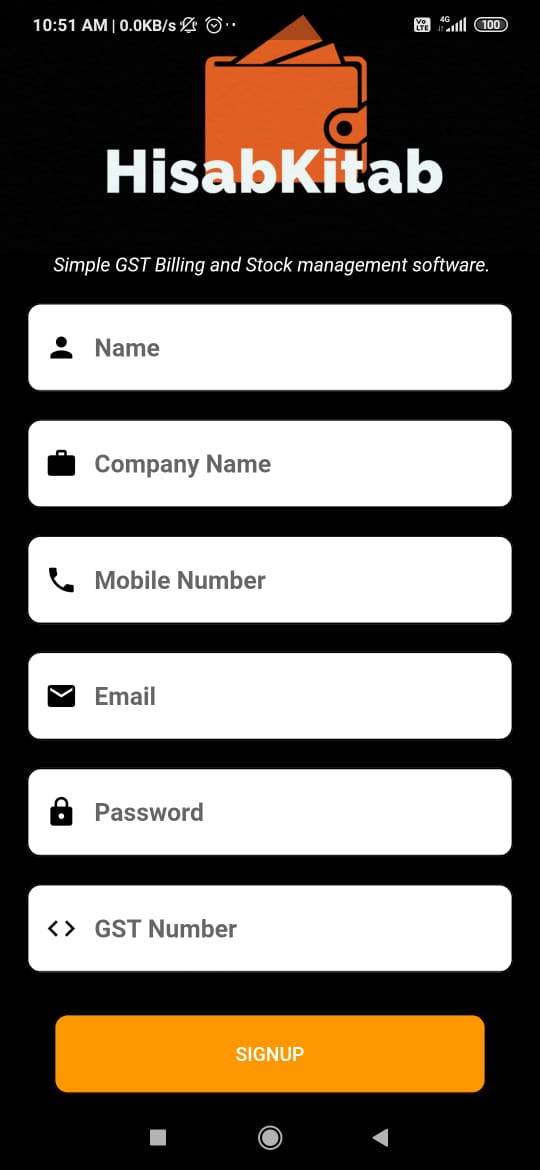 10:51 AM | 0.0KB/s
Vo LTE 4G 100
HisabKitab
Simple GST Billing and Stock management software.
Name
Company Name
Mobile Number
Email
Password
GST Number
SIGNUP